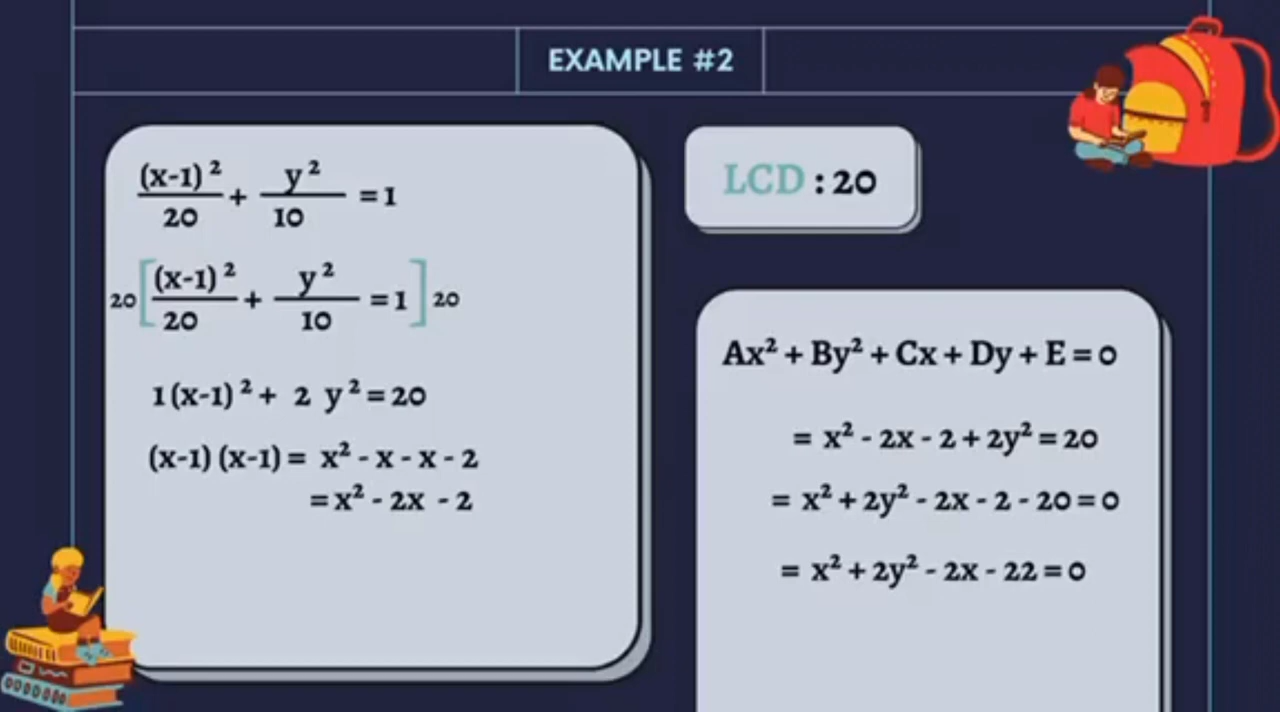 EXAMPLE #2
(x-1)²/20 + y²/10 = 1
20[(x-1)²/20 + y²/10 = 1]20
1(x-1)² + 2 y² = 20
(x-1)(x-1) = x² - x - x - 2
= x² - 2x - 2
LCD : 20
Ax² + By² + Cx + Dy + E = 0
= x² - 2x - 2 + 2y² = 20
= x² + 2y² - 2x - 2 - 20 = 0
= x² + 2y² - 2x - 22 = 0